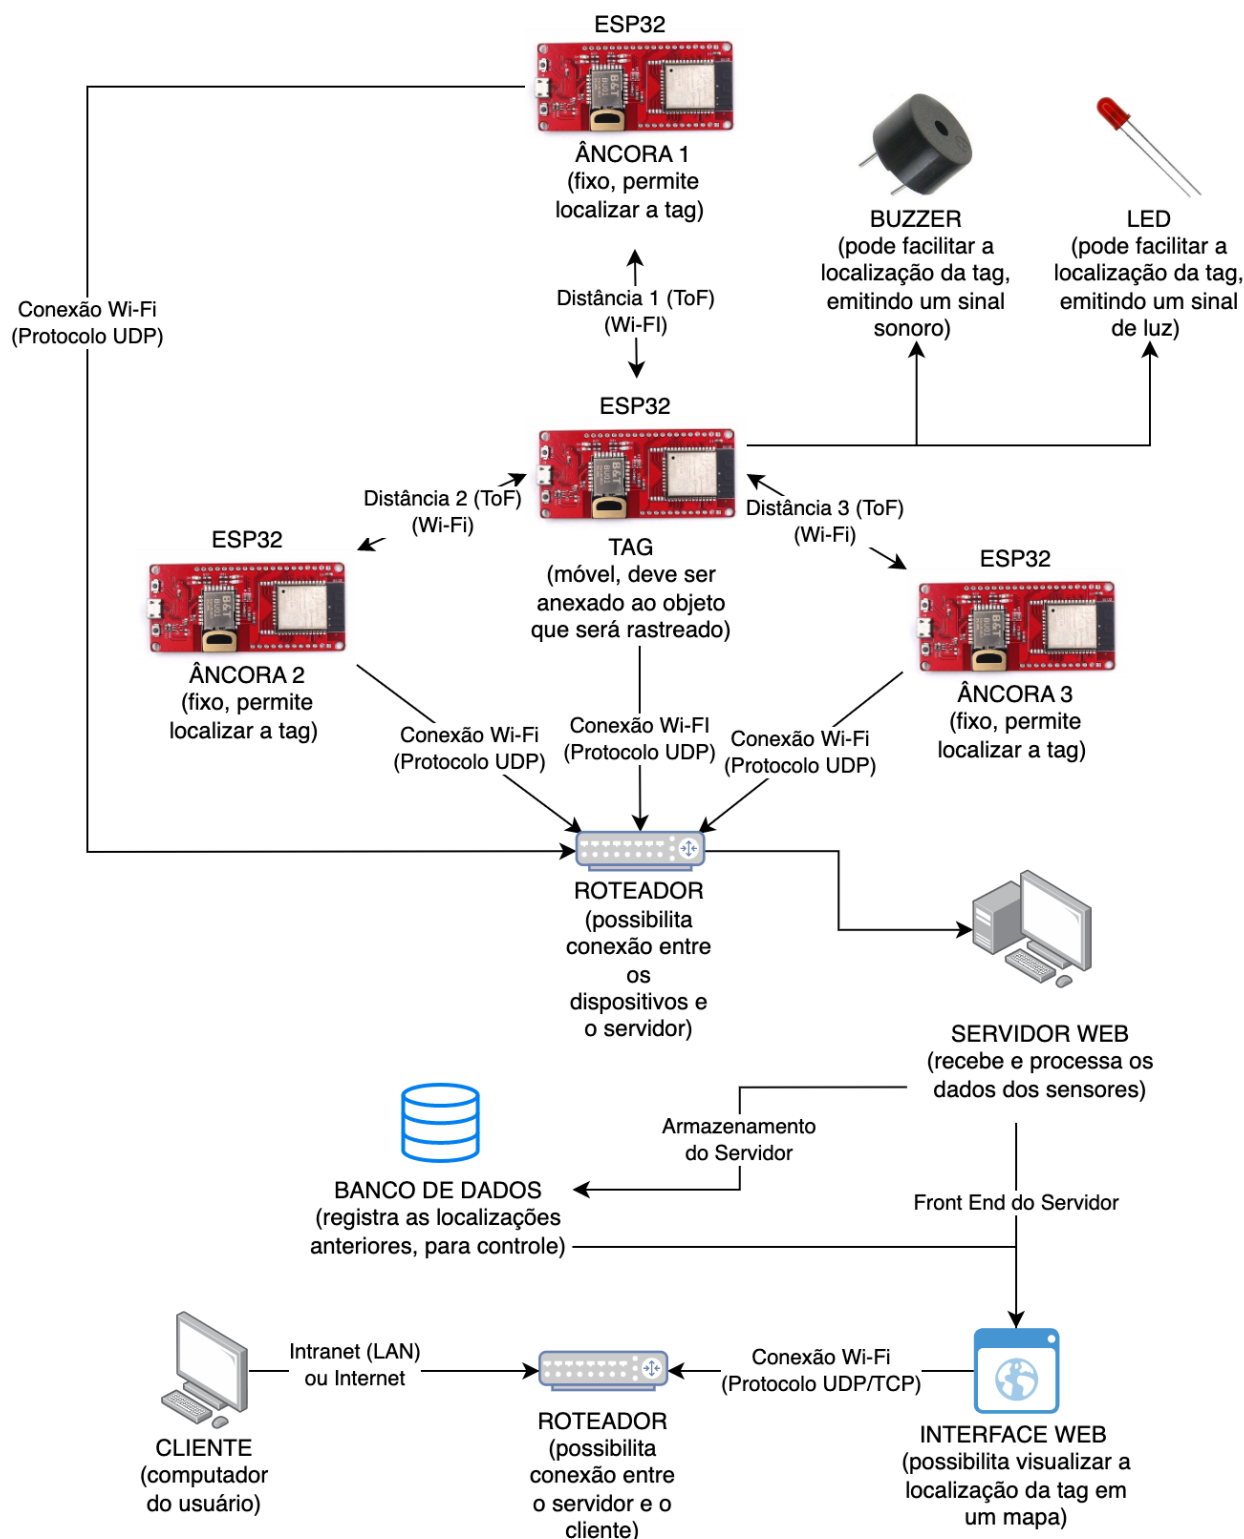 ESP32
ÂNCORA 1
(fixo, permite
localizar a tag)
BUZZER
(pode facilitar a
localização da tag,
emitindo um sinal
sonoro)
LED
(pode facilitar a
localização da tag,
emitindo um sinal
de luz)
Conexão Wi-Fi
(Protocolo UDP)
Distância 1 (ToF)
(Wi-FI)
ESP32
Distância 2 (ToF)
(Wi-Fi)
Distância 3 (ToF)
(Wi-Fi)
TAG
(móvel, deve ser
anexado ao objeto
que será rastreado)
ESP32
ÂNCORA 2
(fixo, permite
localizar a tag)
ESP32
ÂNCORA 3
(fixo, permite
localizar a tag)
Conexão Wi-Fi
(Protocolo UDP)
Conexão Wi-FI
(Protocolo UDP)
Conexão Wi-Fi
(Protocolo UDP)
ROTEADOR
(possibilita
conexão entre
os
dispositivos e
o servidor)
SERVIDOR WEB
(recebe e processa os
dados dos sensores)
Armazenamento
do Servidor
BANCO DE DADOS
(registra as localizações
anteriores, para controle)
Front End do Servidor
Intranet (LAN)
ou Internet
Conexão Wi-Fi
(Protocolo UDP/TCP)
CLIENTE
(computador
do usuário)
ROTEADOR
(possibilita
conexão entre
o servidor e o
cliente)
INTERFACE WEB
(possibilita visualizar a
localização da tag em
um mapa)